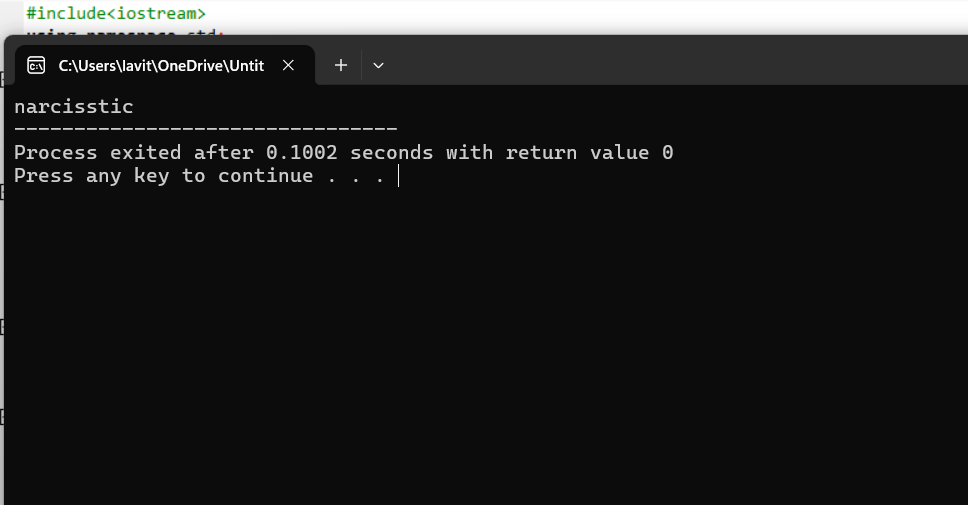 #include<iostream>
using namespace std;
C:\Users\lavit\OneDrive\Untit
narcisstic
--------------------------------
Process exited after 0.1002 seconds with return value 0
Press any key to continue . . .